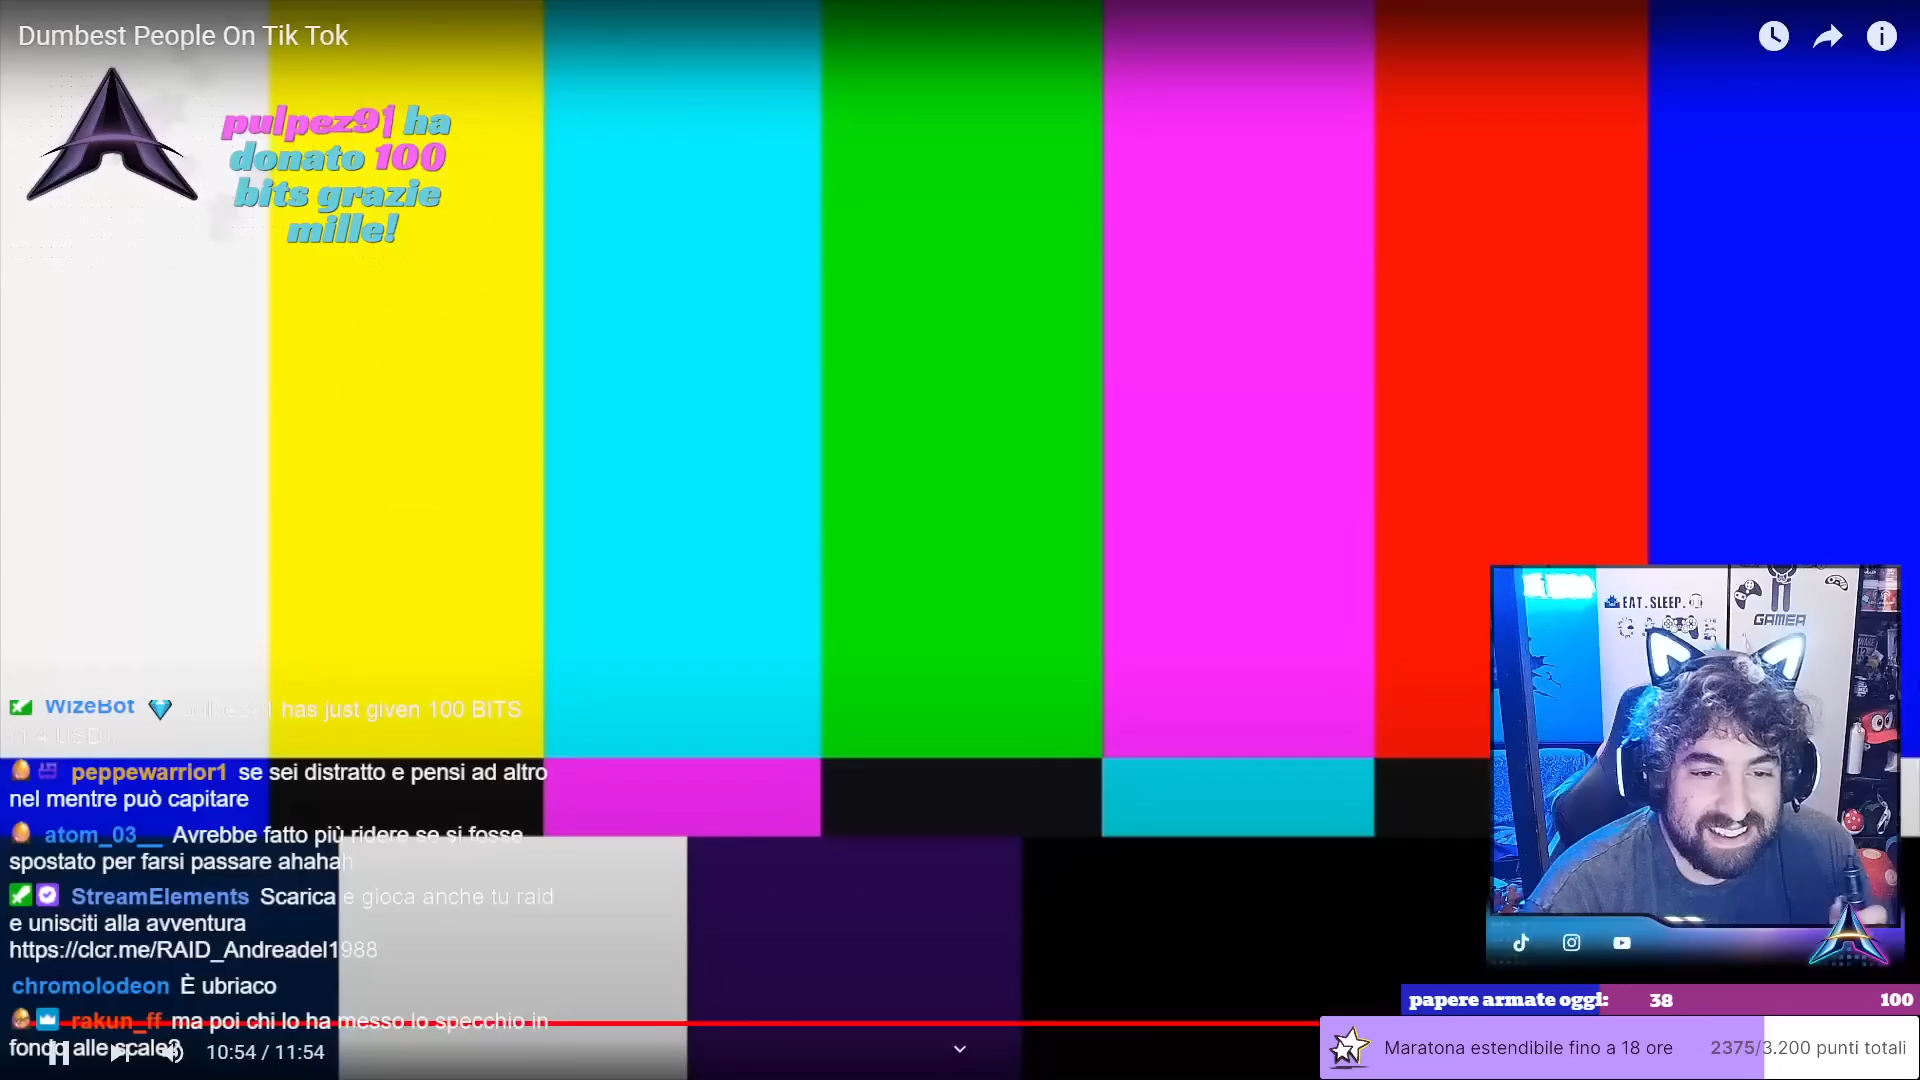 Dumbest People On Tik Tok
pulpez91 ha
donato 100
bits grazie
mille!
EAT.SLEEP.
GAMER
WizeBot has just given 100 BITS
peppewarrior1 se sei distratto e pensi ad altro
nel mentre può capitare
atom_03__ Avrebbe fatto più ridere se si fosse
spostato per farsi passare ahahah
StreamElements Scarica e gioca anche tu raid
e unisciti alla avventura
https://clcr.me/RAID_Andreadel1988
chromolodeon È ubriaco
rakun_ff ma poi chi lo ha messo lo specchio in
fondo alle scale?
10:54 / 11:54
papere armate oggi: 38 100
Maratona estendibile fino a 18 ore 2375/3.200 punti totali